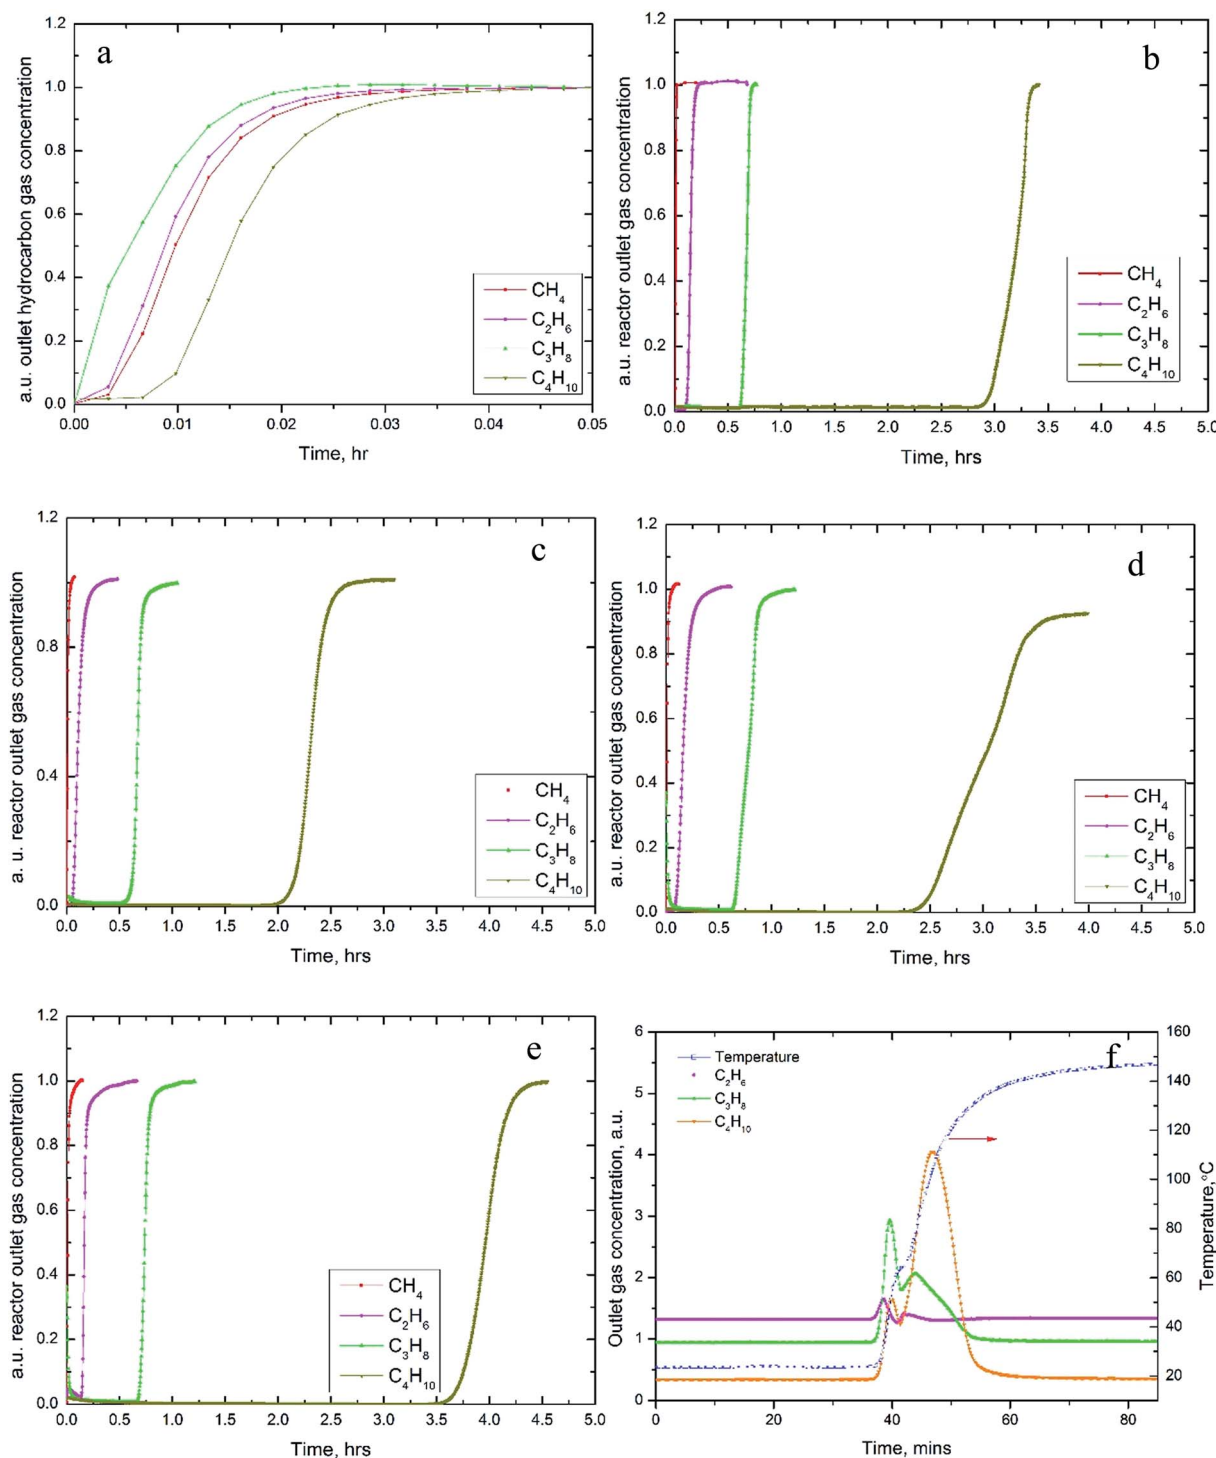 a
a.u. outlet hydrocarbon gas concentration
1.2
1.0
0.8
0.6
0.4
0.2
0.0
0.00 0.01 0.02 0.03 0.04 0.05
Time, hr
CH4
C2H6
C3H8
C4H10
b
a.u. reactor outlet gas concentration
1.2
1.0
0.8
0.6
0.4
0.2
0.0
0.0 0.5 1.0 1.5 2.0 2.5 3.0 3.5 4.0 4.5 5.0
Time, hrs
CH4
C2H6
C3H8
C4H10
c
a. u. reactor outlet gas concentration
1.2
1.0
0.8
0.4
0.2
0.0
0.0 0.5 1.0 1.5 2.0 2.5 3.0 3.5 4.0 4.5 5.0
Time, hrs
CH4
C2H6
C3H8
C4H10
d
a.u. reactor outlet gas concentration
1.2
1.0
0.8
0.6
0.4
0.2
0.0
0.0 0.5 1.0 1.5 2.0 2.5 3.0 3.5 4.0 4.5 5.0
Time, hrs
CH4
C2H6
C3H8
C4H10
e
a.u. reactor outlet gas concentration
1.2
1.0
0.8
0.6
0.4
0.2
0.0
0.0 0.5 1.0 1.5 2.0 2.5 3.0 3.5 4.0 4.5 5.0
Time, hrs
CH4
C2H6
C3H8
C4H10
f
Outlet gas concentration, a.u.
6
5
4
3
2
1
0
0 20 40 60 80
Time, mins
Temperature
C2H6
C3H8
C4H10
160
140
120
100
80
60
40
20
Temperature,°C